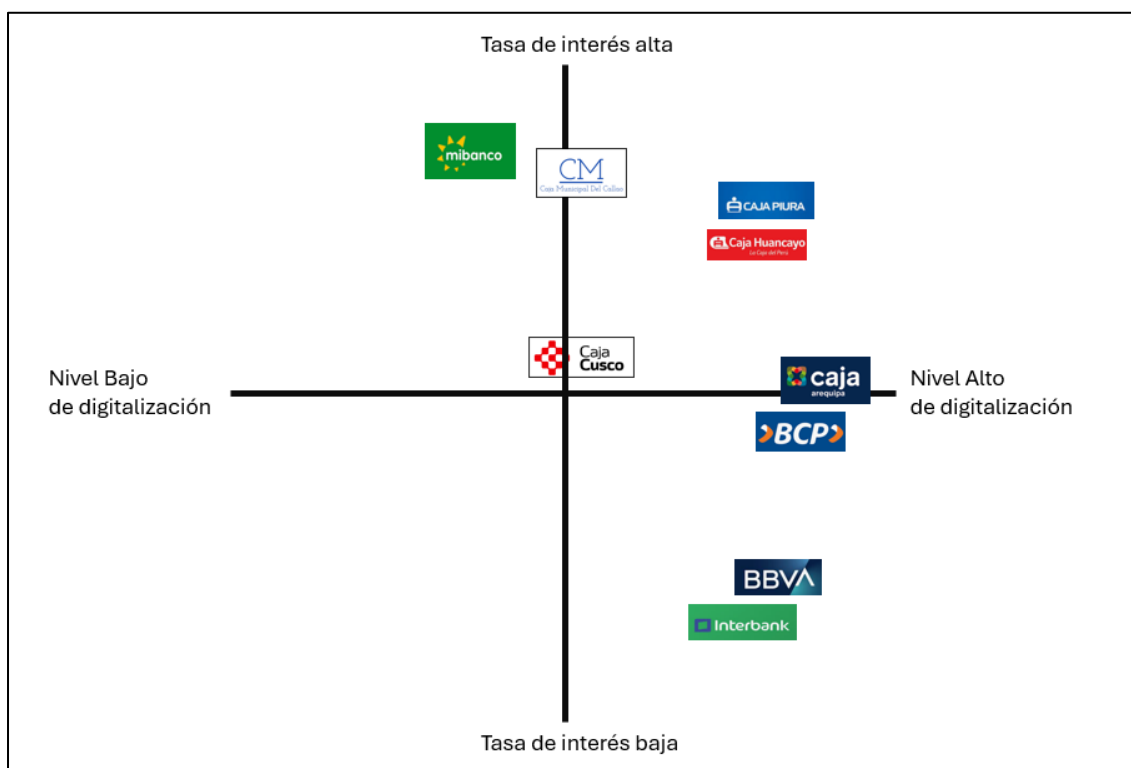 Tasa de interés alta
mibanco
CM
Caja Municipal Del Callao
CAJA PIURA
Caja Huancayo
La Caja del Perú
Caja
Cusco
Nivel Bajo
de digitalización
caja
arequipa
Nivel Alto
de digitalización
BCP
BBVA
Interbank
Tasa de interés baja